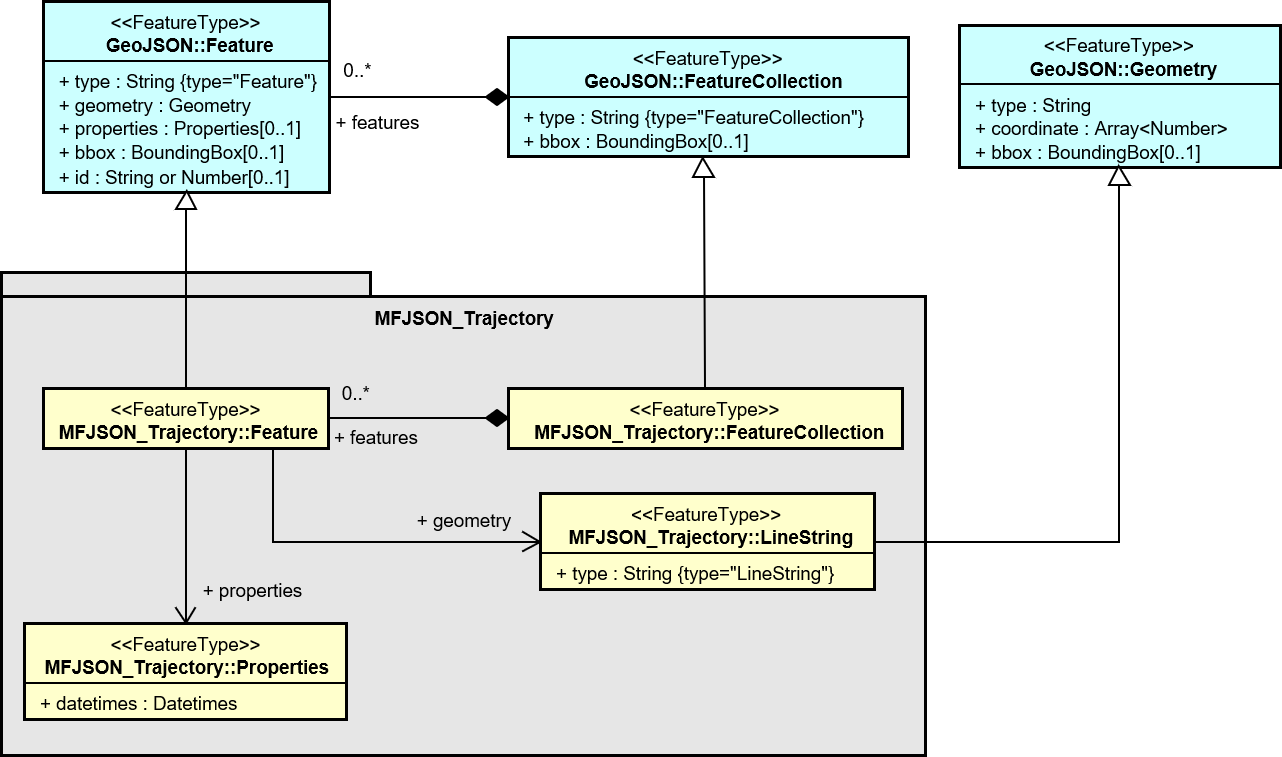 <<FeatureType>>
GeoJSON::Feature
+ type : String {type="Feature"}
+ geometry : Geometry
+ properties : Properties[0..1]
+ bbox : BoundingBox[0..1]
+ id : String or Number[0..1]
0..*
+ features
<<FeatureType>>
GeoJSON::FeatureCollection
+ type : String {type="FeatureCollection"}
+ bbox : BoundingBox[0..1]
<<FeatureType>>
GeoJSON::Geometry
+ type : String
+ coordinate : Array<Number>
+ bbox : BoundingBox[0..1]
MFJSON_Trajectory
<<FeatureType>>
MFJSON_Trajectory::Feature
0..*
+ features
<<FeatureType>>
MFJSON_Trajectory::FeatureCollection
+ geometry
<<FeatureType>>
MFJSON_Trajectory::LineString
+ type : String {type="LineString"}
+ properties
<<FeatureType>>
MFJSON_Trajectory::Properties
+ datetimes : Datetimes